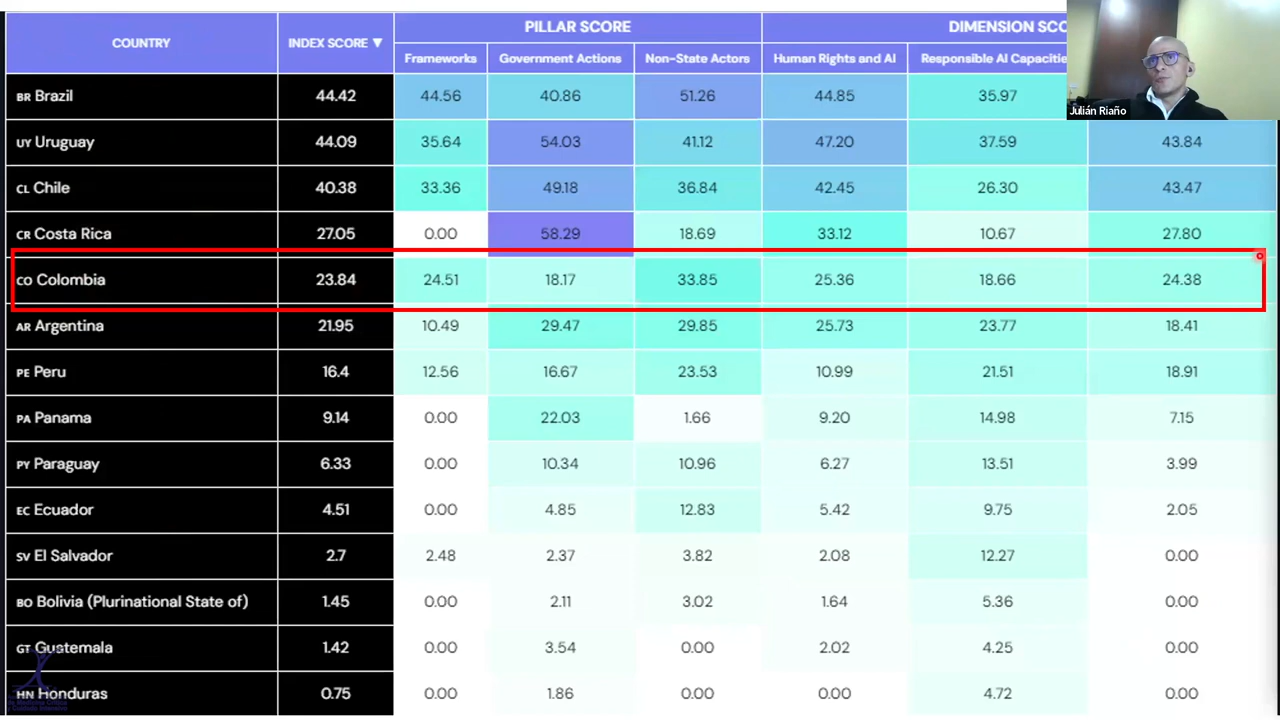 PILLAR SCORE DIMENSION SCO
COUNTRY INDEX SCORE ▼ Frameworks Government Actions Non-State Actors Human Rights and AI Responsible AI Capacitie
Julián Riaño
BR Brazil 44.42 44.56 40.86 51.26 44.85 35.97
UY Uruguay 44.09 35.64 54.03 41.12 47.20 37.59 43.84
CL Chile 40.38 33.36 49.18 36.84 42.45 26.30 43.47
CR Costa Rica 27.05 0.00 58.29 18.69 33.12 10.67 27.80
CO Colombia 23.84 24.51 18.17 33.85 25.36 18.66 24.38
AR Argentina 21.95 10.49 29.47 29.85 25.73 23.77 18.41
PE Peru 16.4 12.56 16.67 23.53 10.99 21.51 18.91
PA Panama 9.14 0.00 22.03 1.66 9.20 14.98 7.15
PY Paraguay 6.33 0.00 10.34 10.96 6.27 13.51 3.99
EC Ecuador 4.51 0.00 4.85 12.83 5.42 9.75 2.05
SV El Salvador 2.7 2.48 2.37 3.82 2.08 12.27 0.00
BO Bolivia (Plurinational State of) 1.45 0.00 2.11 3.02 1.64 5.36 0.00
GT Guatemala 1.42 0.00 3.54 0.00 2.02 4.25 0.00
HN Honduras 0.75 0.00 1.86 0.00 0.00 4.72 0.00
de Medicina Crítica
y Cuidado Intensivo